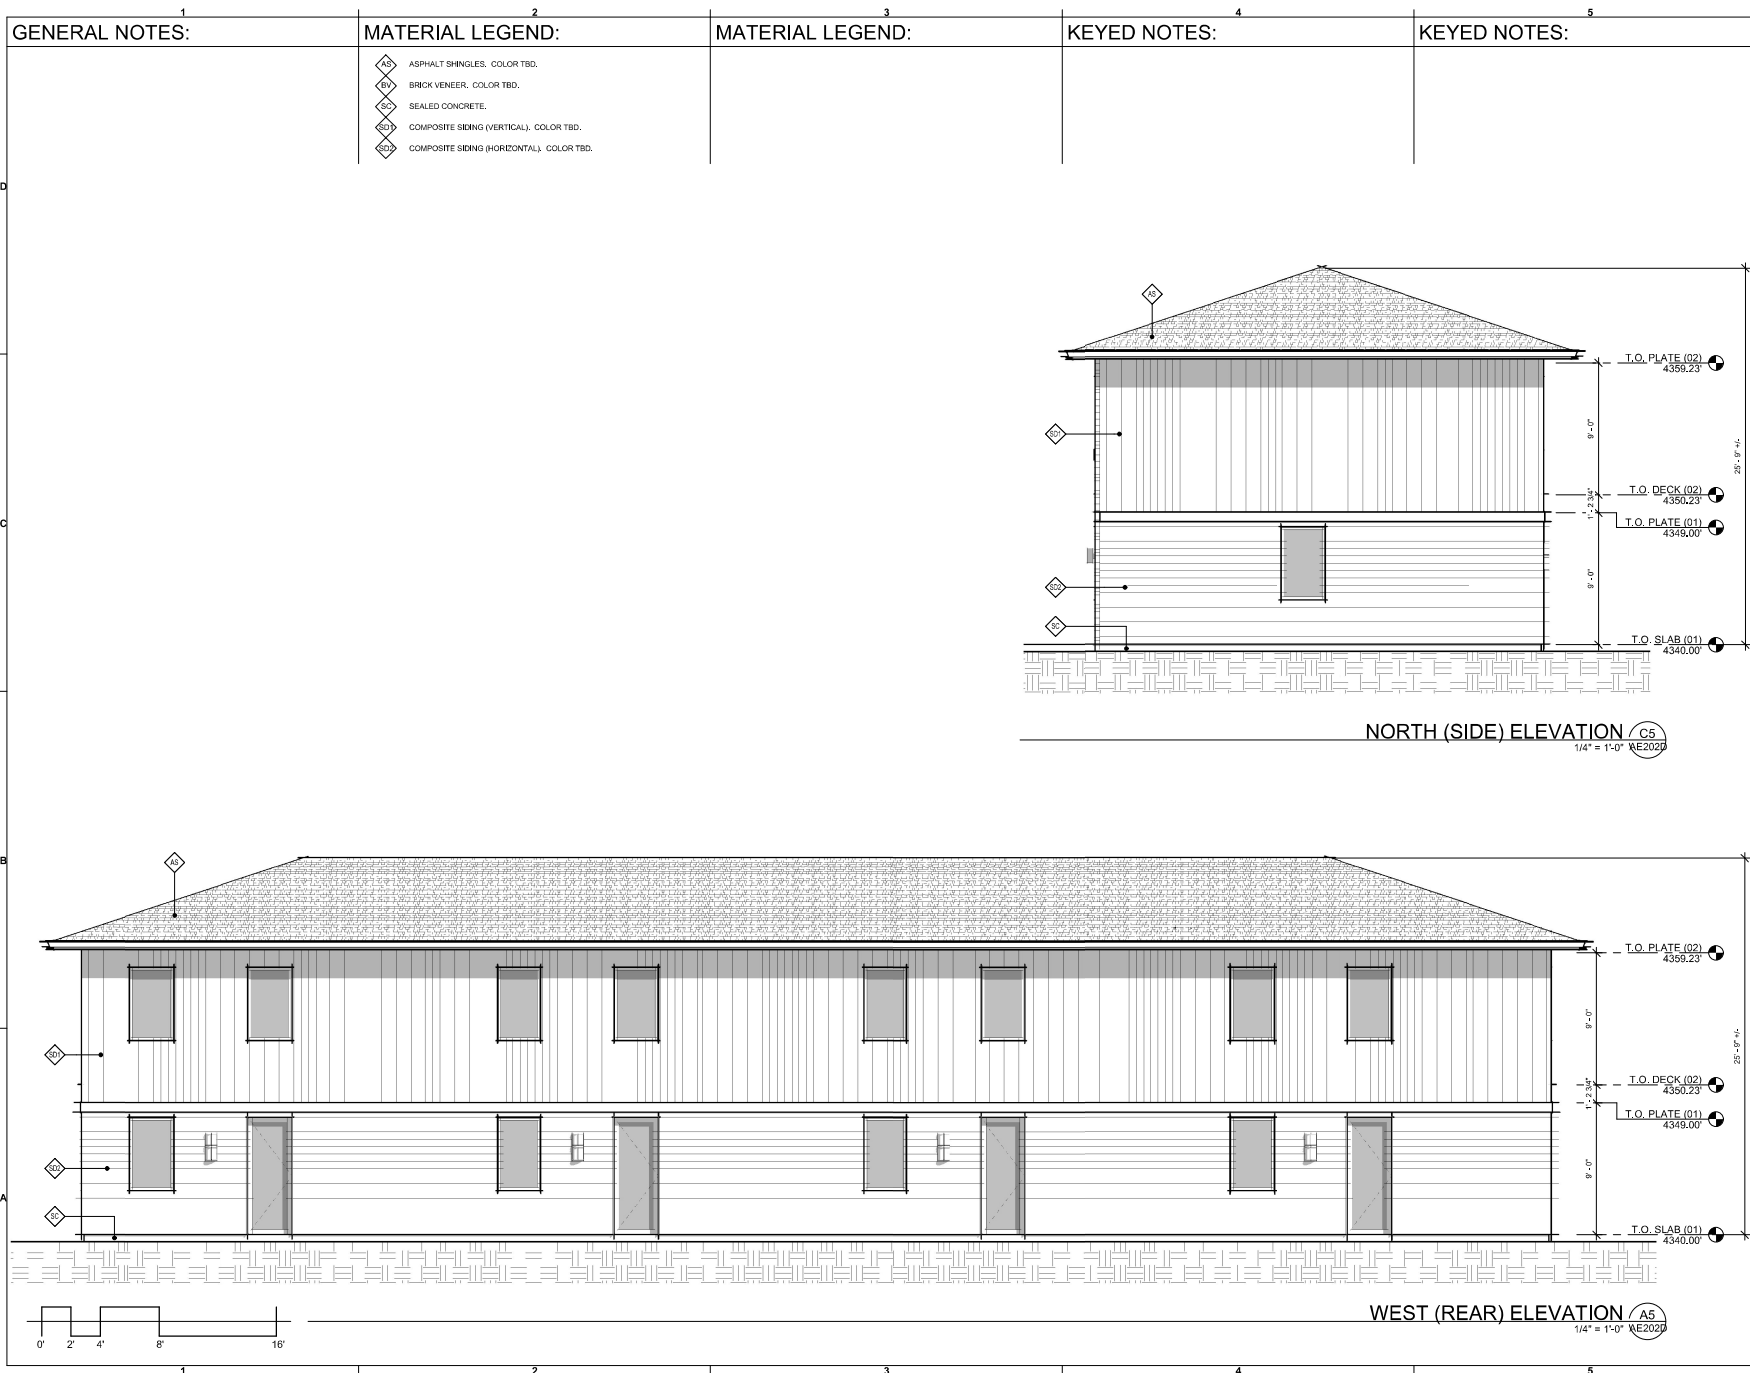 1 2 3 4 5
GENERAL NOTES: MATERIAL LEGEND: MATERIAL LEGEND: KEYED NOTES: KEYED NOTES:
AS ASPHALT SHINGLES. COLOR TBD.
BV BRICK VENEER. COLOR TBD.
SC SEALED CONCRETE.
SD1 COMPOSITE SIDING (VERTICAL). COLOR TBD.
SD2 COMPOSITE SIDING (HORIZONTAL). COLOR TBD.
D
AS
T.O. PLATE (02)
4359.23'
SD1
9' - 0"
25' - 9" +/-
T.O. DECK (02)
4350.23'
1' - 2 3/4"
C
T.O. PLATE (01)
4349.00'
SD2
9' - 0"
SC
T.O. SLAB (01)
4340.00'
NORTH (SIDE) ELEVATION C5
1/4" = 1'-0" AE202D
B
AS
T.O. PLATE (02)
4359.23'
9' - 0"
SD1
25' - 9" +/-
T.O. DECK (02)
4350.23'
1' - 2 3/4"
T.O. PLATE (01)
4349.00'
SD2
9' - 0"
A
SC
T.O. SLAB (01)
4340.00'
WEST (REAR) ELEVATION A5
1/4" = 1'-0" AE202D
0' 2' 4' 8' 16'
1 2 3 4 5